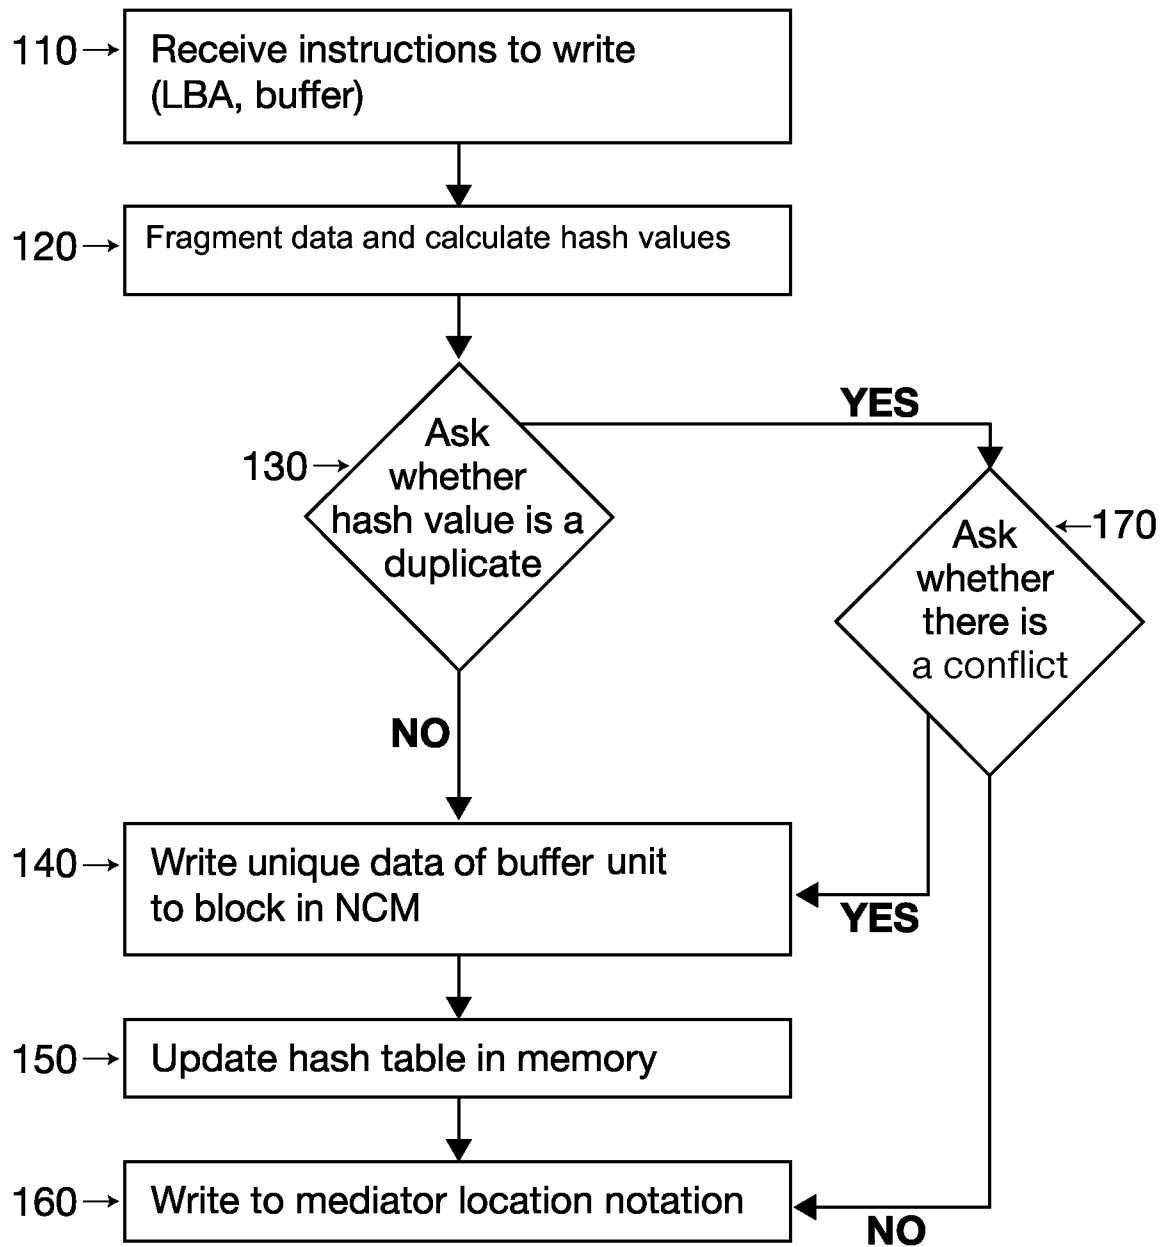 110
Receive instructions to write
(LBA, buffer)
120
Fragment data and calculate hash values
YES
130
Ask
whether
hash value is a
duplicate
170
Ask
whether
there is
a conflict
NO
140
Write unique data of buffer unit
to block in NCM
YES
150
Update hash table in memory
160
Write to mediator location notation
NO